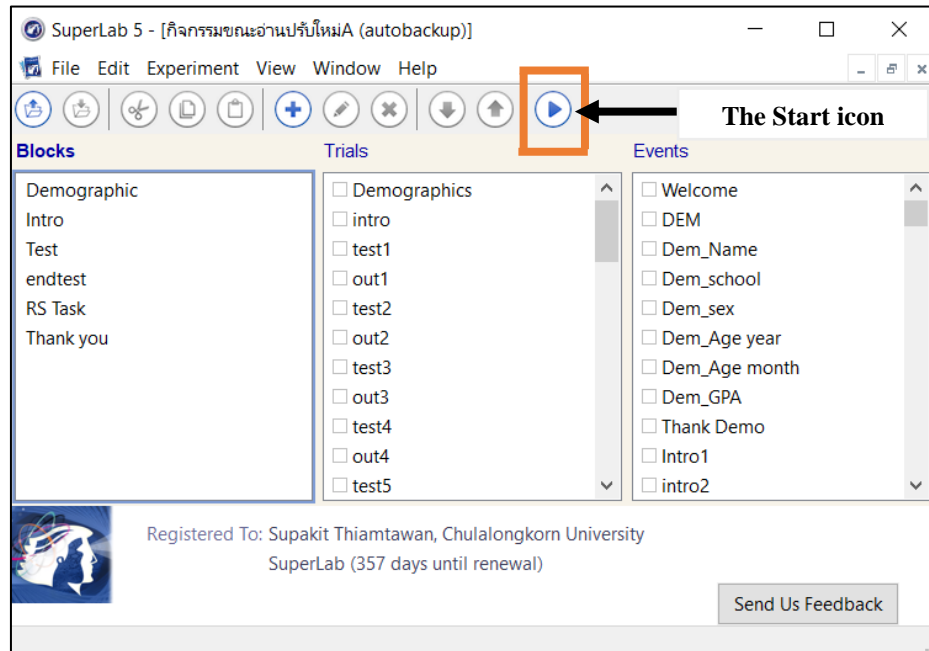 SuperLab 5 - [กิจกรรมขณะอ่านปรับใหม่A (autobackup)]
File Edit Experiment View Window Help
The Start icon
Blocks
Demographic
Intro
Test
endtest
RS Task
Thank you
Trials
Demographics
intro
test1
out1
test2
out2
test3
out3
test4
out4
test5
Events
Welcome
DEM
Dem_Name
Dem_school
Dem_sex
Dem_Age year
Dem_Age month
Dem_GPA
Thank Demo
Intro1
intro2
Registered To: Supakit Thiamtawan, Chulalongkorn University
SuperLab (357 days until renewal)
Send Us Feedback